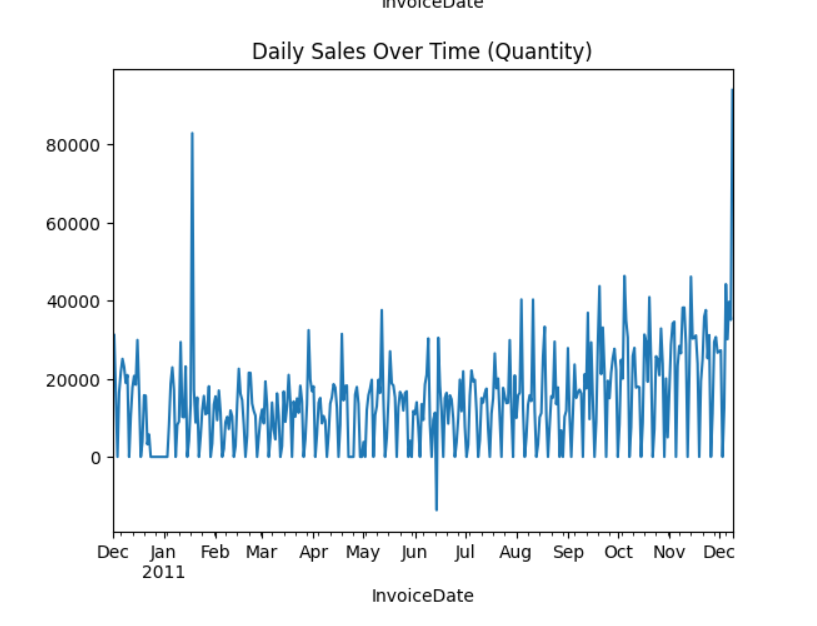 InvoiceDate
Daily Sales Over Time (Quantity)
80000
60000
40000
20000
0
Dec Jan Feb Mar Apr May Jun Jul Aug Sep Oct Nov Dec
2011
InvoiceDate